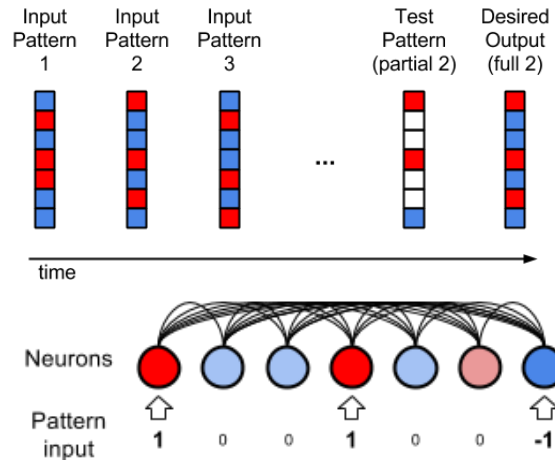 Input Pattern 1
Input Pattern 2
Input Pattern 3
...
Test Pattern (partial 2)
Desired Output (full 2)
time
Neurons
Pattern input
1 0 0 1 0 0 -1